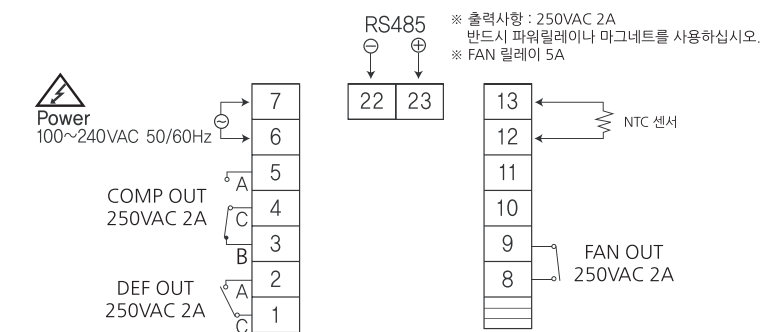 RS485
※ 출력사항 : 250VAC 2A
반드시 파워릴레이나 마그네트를 사용하십시오.
※ FAN 릴레이 5A
Power
100~240VAC 50/60Hz
7
6
5
4
3
2
1
A
C
B
A
C
COMP OUT
250VAC 2A
DEF OUT
250VAC 2A
22 23
13
12
11
10
9
8
NTC 센서
FAN OUT
250VAC 2A